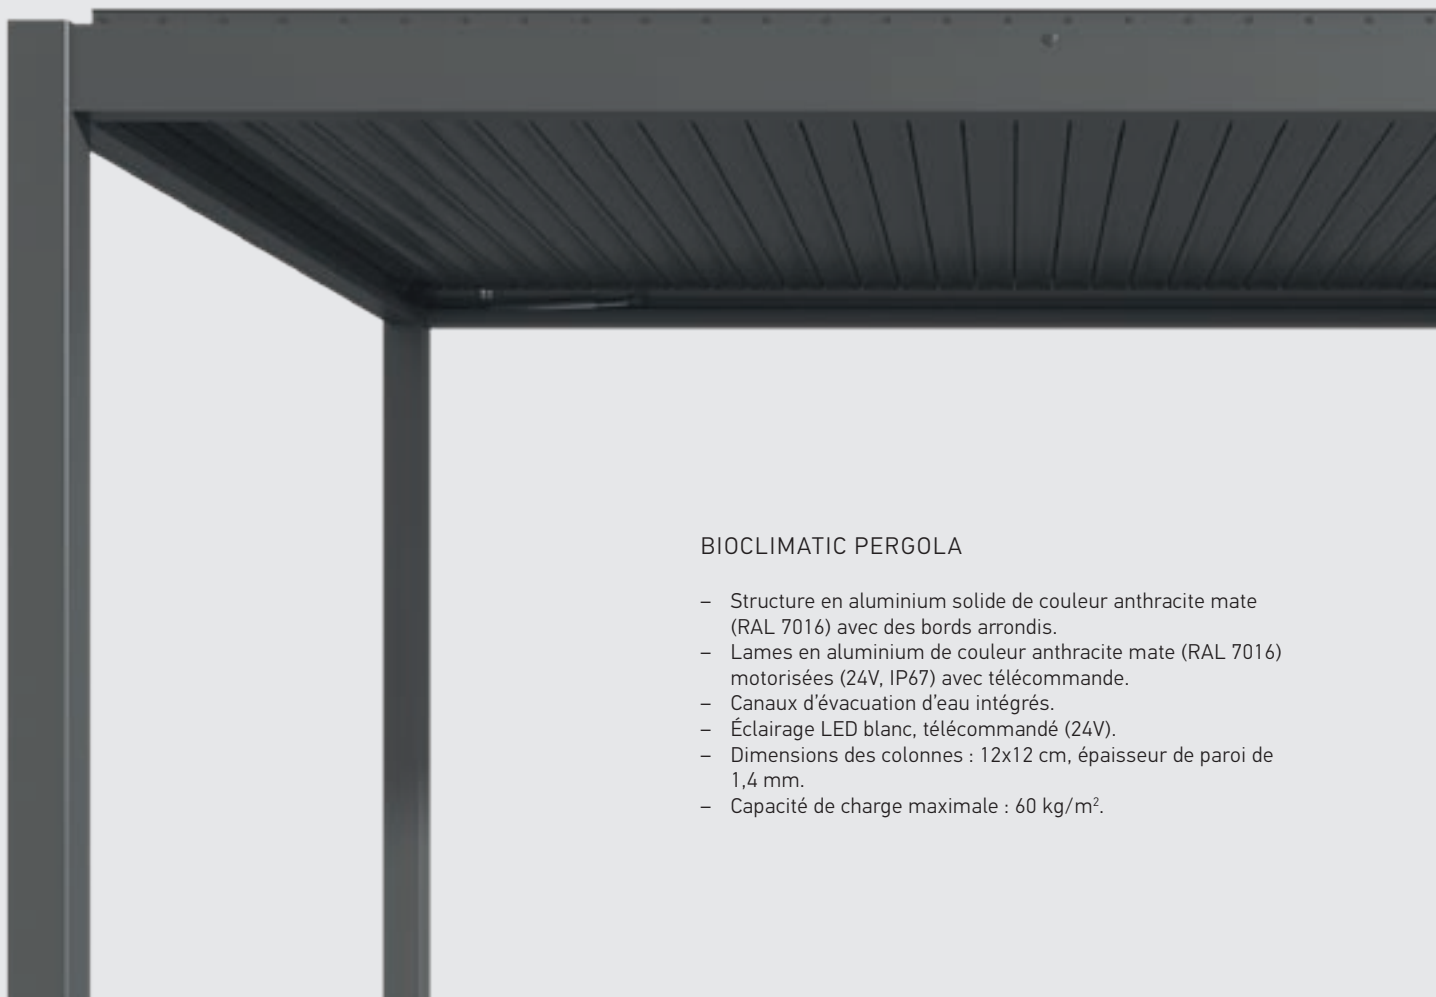 BIOCLIMATIC PERGOLA
– Structure en aluminium solide de couleur anthracite mate
(RAL 7016) avec des bords arrondis.
– Lames en aluminium de couleur anthracite mate (RAL 7016)
motorisées (24V, IP67) avec télécommande.
– Canaux d’évacuation d’eau intégrés.
– Éclairage LED blanc, télécommandé (24V).
– Dimensions des colonnes : 12x12 cm, épaisseur de paroi de
1,4 mm.
– Capacité de charge maximale : 60 kg/m².